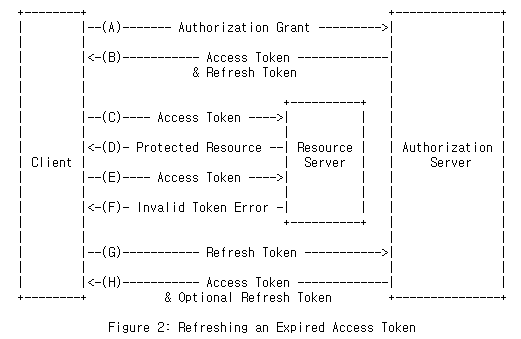 +--------+                                           +---------------+
|        |--(A)------- Authorization Grant --------->|               |
|        |                                           |               |
|        |<-(B)----------- Access Token -------------|               |
|        |               & Refresh Token             |               |
|        |                                           |               |
|        |                            +----------+   |               |
|        |--(C)---- Access Token ---->|          |   |               |
|        |                            |          |   |               |
|        |<-(D)- Protected Resource --| Resource |   | Authorization |
| Client |                            |  Server  |   |     Server    |
|        |--(E)---- Access Token ---->|          |   |               |
|        |                            |          |   |               |
|        |<-(F)- Invalid Token Error -|          |   |               |
|        |                            +----------+   |               |
|        |                                           |               |
|        |--(G)----------- Refresh Token ----------->|               |
|        |                                           |               |
|        |<-(H)----------- Access Token -------------|               |
+--------+           & Optional Refresh Token        +---------------+
Figure 2: Refreshing an Expired Access Token